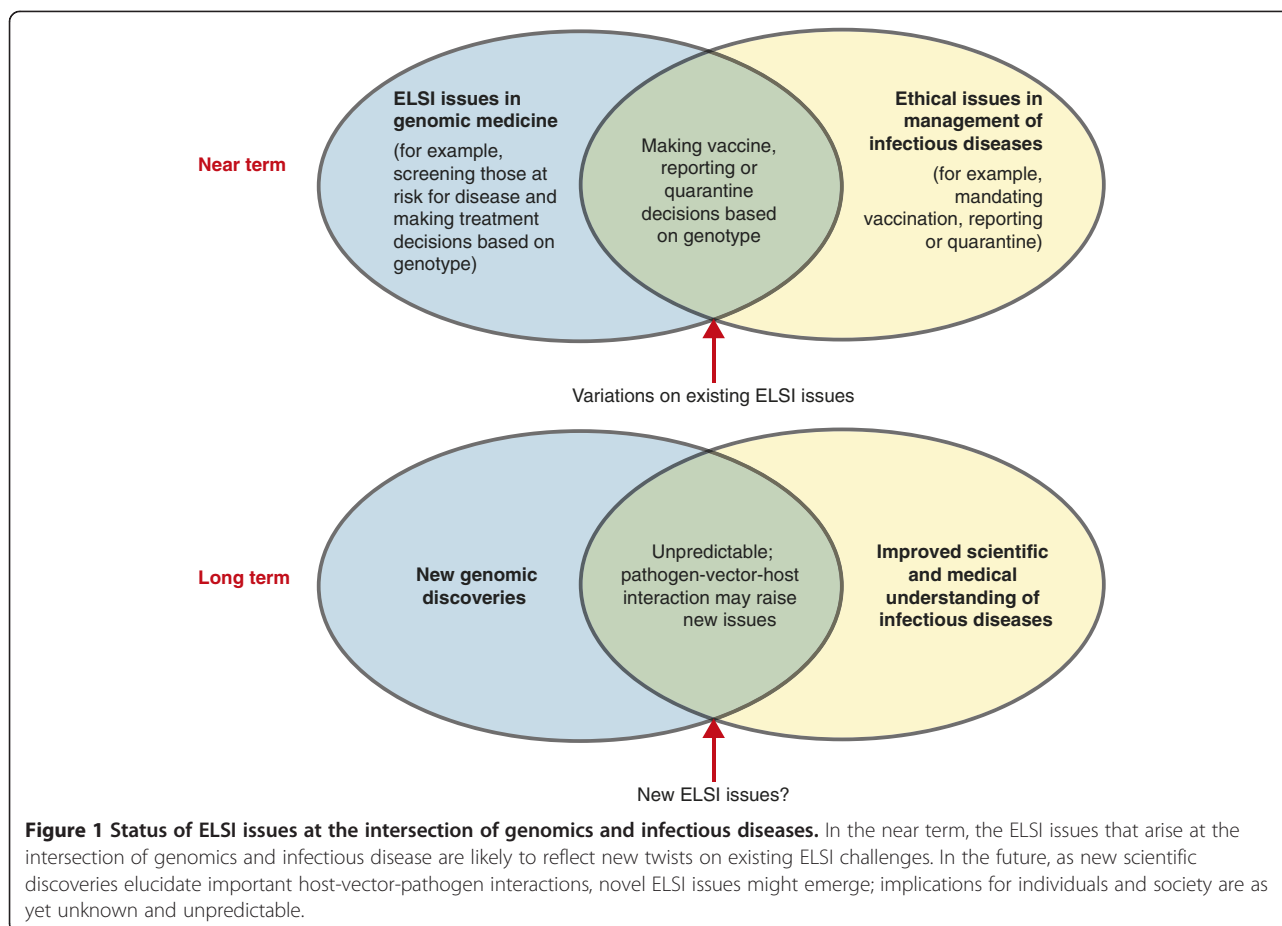 Near term
ELSI issues in
genomic medicine
(for example,
screening those at
risk for disease and
making treatment
decisions based on
genotype)
Making vaccine,
reporting or
quarantine
decisions based
on genotype
Ethical issues in
management of
infectious diseases
(for example,
mandating
vaccination, reporting
or quarantine)
Variations on existing ELSI issues
Long term
New genomic
discoveries
Unpredictable;
pathogen-vector-host
interaction may raise
new issues
Improved scientific
and medical
understanding of
infectious diseases
New ELSI issues?
Figure 1 Status of ELSI issues at the intersection of genomics and infectious diseases. In the near term, the ELSI issues that arise at the
intersection of genomics and infectious disease are likely to reflect new twists on existing ELSI challenges. In the future, as new scientific
discoveries elucidate important host-vector-pathogen interactions, novel ELSI issues might emerge; implications for individuals and society are as
yet unknown and unpredictable.